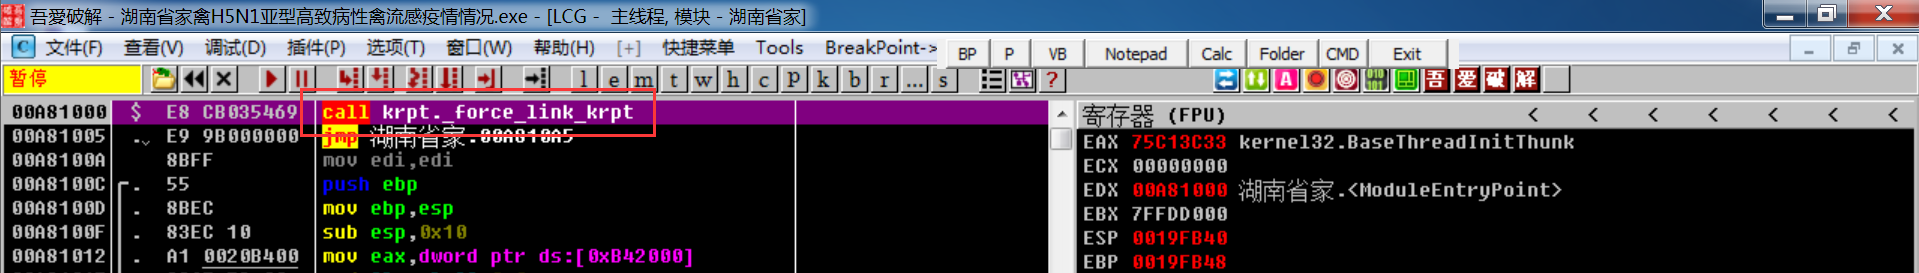 吾爱破解 - 湖南省家禽H5N1亚型高致病性禽流感疫情情况.exe - [LCG - 主线程, 模块 - 湖南省家]
C 文件(F) 查看(V) 调试(D) 插件(P) 选项(T) 窗口(W) 帮助(H) [+] 快捷菜单 Tools BreakPoint-> BP P VB Notepad Calc Folder CMD Exit
暂停 l e m t w h c p k b r ... s ? A 吾 爱 破 解
00A81000 $ E8 CB035469 call krpt._force_link_krpt
00A81005 . E9 9B000000 jmp 湖南省家.00A810A5
00A8100A 8BFF mov edi,edi
00A8100C . 55 push ebp
00A8100D . 8BEC mov ebp,esp
00A8100F . 83EC 10 sub esp,0x10
00A81012 . A1 0020B400 mov eax,dword ptr ds:[0xB42000]
寄存器 (FPU) < < < < < < <
EAX 75C13C33 kernel32.BaseThreadInitThunk
ECX 00000000
EDX 00A81000 湖南省家.<ModuleEntryPoint>
EBX 7FFDD000
ESP 0019FB40
EBP 0019FB48